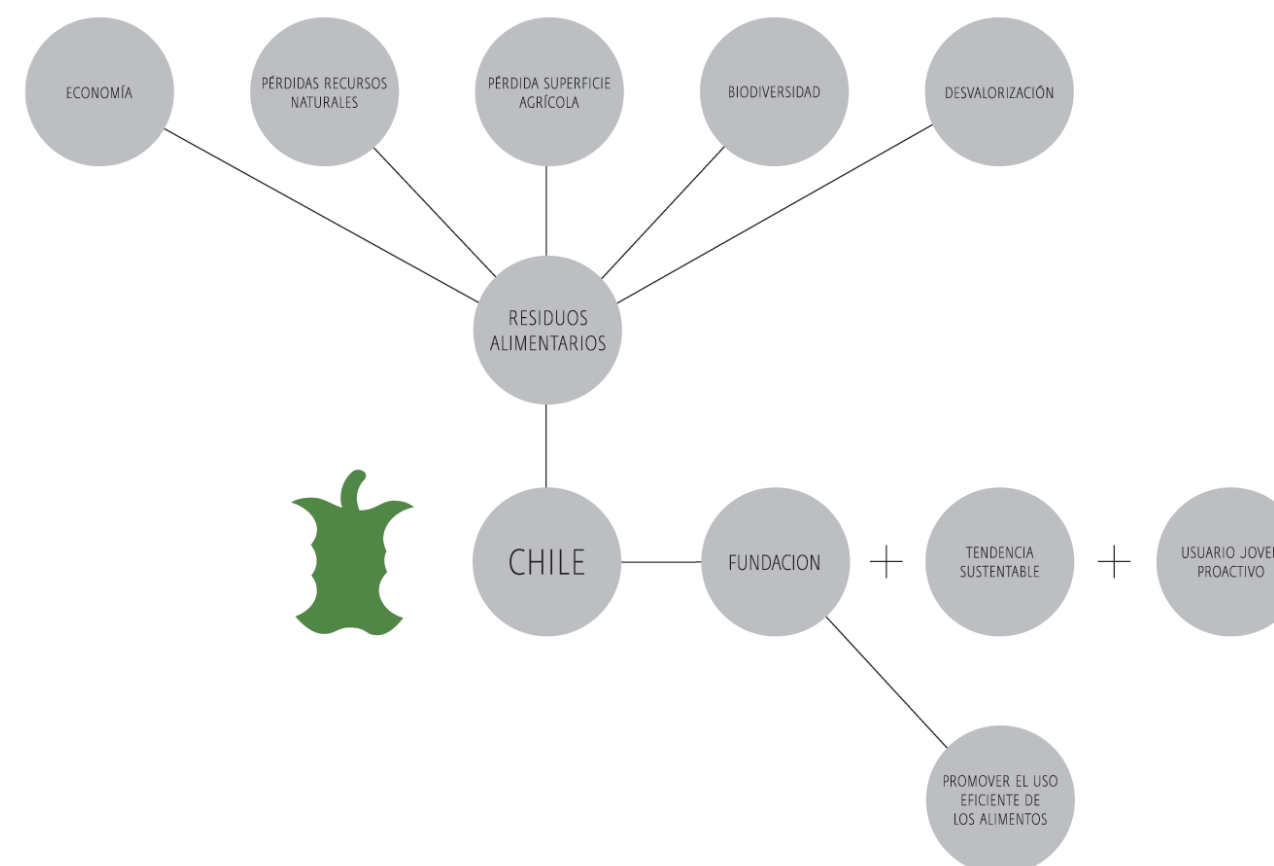 ECONOMÍA
PÉRDIDAS RECURSOS
NATURALES
PÉRDIDA SUPERFICIE
AGRÍCOLA
BIODIVERSIDAD
DESVALORIZACIÓN
RESIDUOS
ALIMENTARIOS
CHILE
FUNDACION
+
TENDENCIA
SUSTENTABLE
+
USUARIO
PROACTIVO
PROMOVER EL USO
EFICIENTE DE
LOS ALIMENTOS